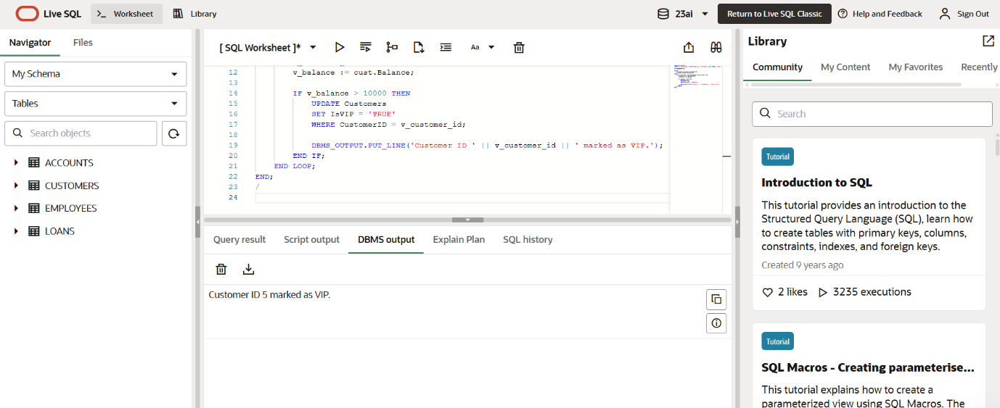 Live SQL
Worksheet
Library
23ai
Return to Live SQL Classic
Help and Feedback
Sign Out
Navigator
Files
My Schema
Tables
Search objects
ACCOUNTS
CUSTOMERS
EMPLOYEES
LOANS
[ SQL Worksheet ]*
Aa
12 v_balance := cust.Balance;
13
14 IF v_balance > 10000 THEN
15 UPDATE Customers
16 SET IsVIP = 'TRUE'
17 WHERE CustomerID = v_customer_id;
18
19 DBMS_OUTPUT.PUT_LINE('Customer ID ' || v_customer_id || ' marked as VIP.');
20 END IF;
21 END LOOP;
22 END;
23 /
24
Query result
Script output
DBMS output
Explain Plan
SQL history
Customer ID 5 marked as VIP.
Library
Community
My Content
My Favorites
Recently
Search
Tutorial
Introduction to SQL
This tutorial provides an introduction to the
Structured Query Language (SQL), learn how
to create tables with primary keys, columns,
constraints, indexes, and foreign keys.
Created 9 years ago
2 likes
3235 executions
Tutorial
SQL Macros - Creating parameterise...
This tutorial explains how to create a
parameterized view using SQL Macros. The